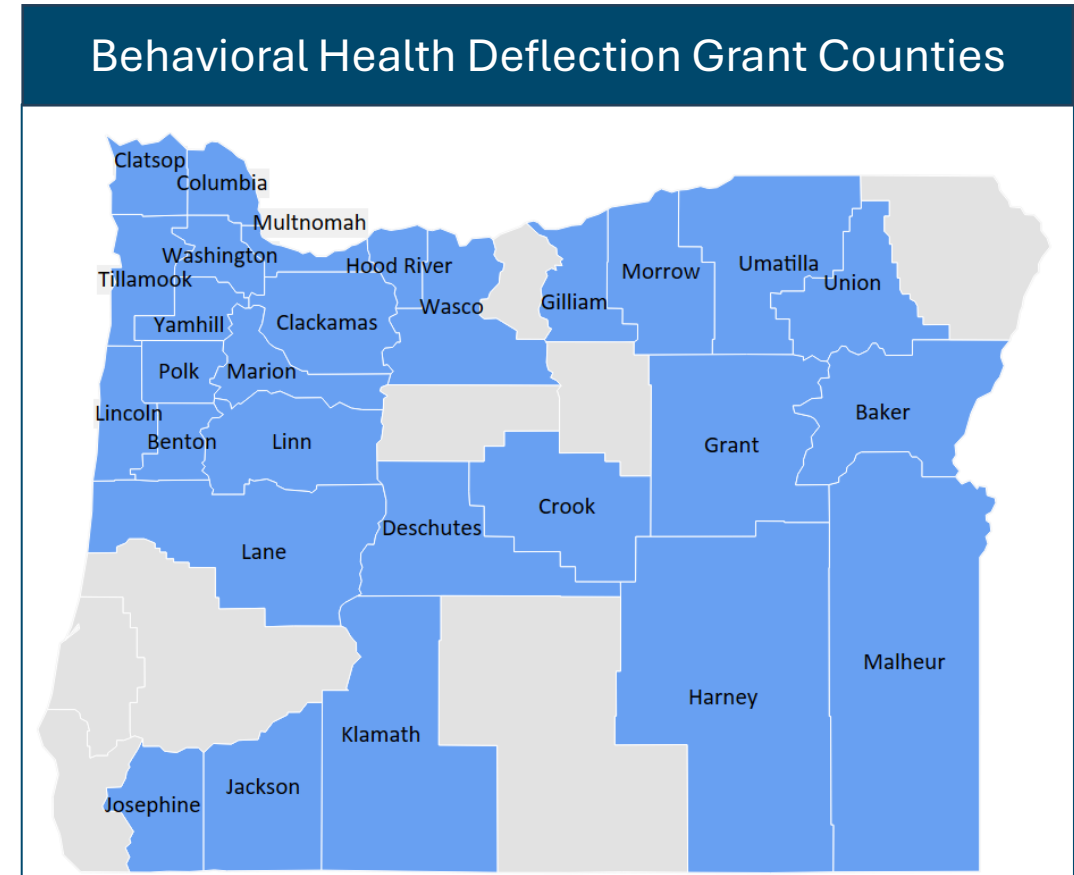 Behavioral Health Deflection Grant Counties
Clatsop
Columbia
Multnomah
Washington
Hood River
Tillamook
Morrow
Umatilla
Union
Wasco
Gilliam
Yamhill
Clackamas
Polk
Marion
Lincoln
Benton
Linn
Baker
Grant
Crook
Deschutes
Lane
Malheur
Harney
Klamath
Jackson
Josephine